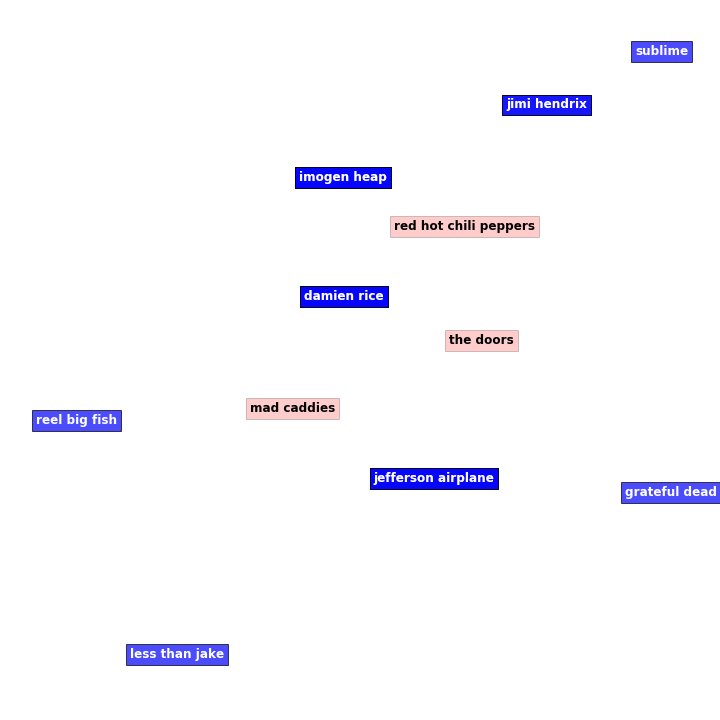 sublime
jimi hendrix
imogen heap
red hot chili peppers
damien rice
the doors
mad caddies
reel big fish
jefferson airplane
grateful dead
less than jake